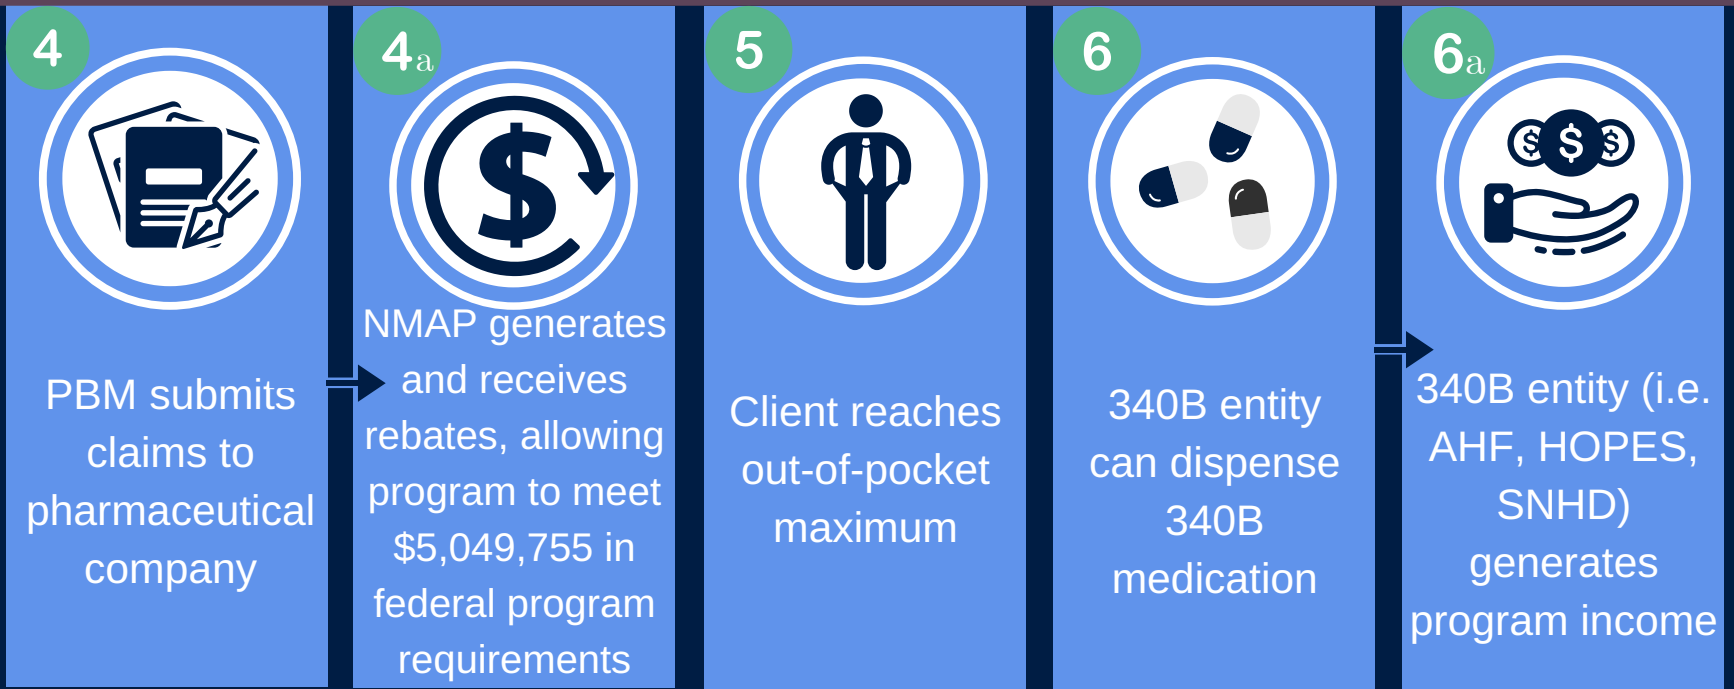 4
PBM submits
claims to
pharmaceutical
company
4a
$
NMAP generates
and receives
rebates, allowing
program to meet
$5,049,755 in
federal program
requirements
5
Client reaches
out-of-pocket
maximum
6
340B entity
can dispense
340B
medication
6a
$ $ $
340B entity (i.e.
AHF, HOPES,
SNHD)
generates
program income